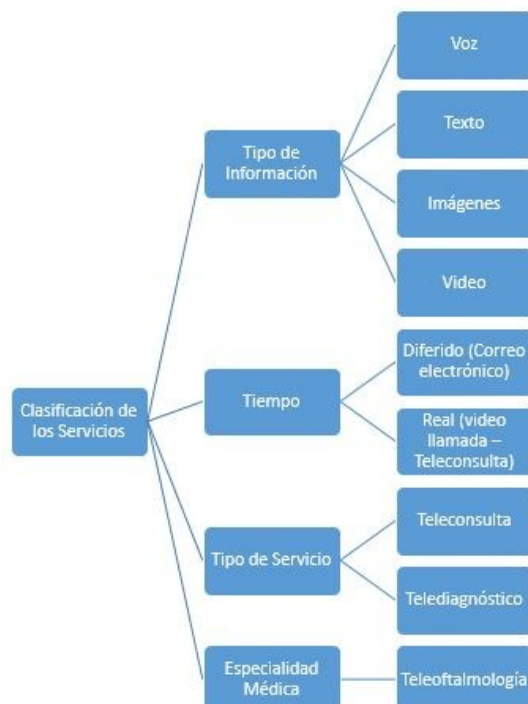 Clasificación de
los Servicios
Tipo de
Información
Voz
Texto
Imágenes
Video
Tiempo
Diferido (Correo
electrónico)
Real (video
llamada –
Teleconsulta)
Tipo de Servicio
Teleconsulta
Telediagnóstico
Especialidad
Médica
Teleoftalmología